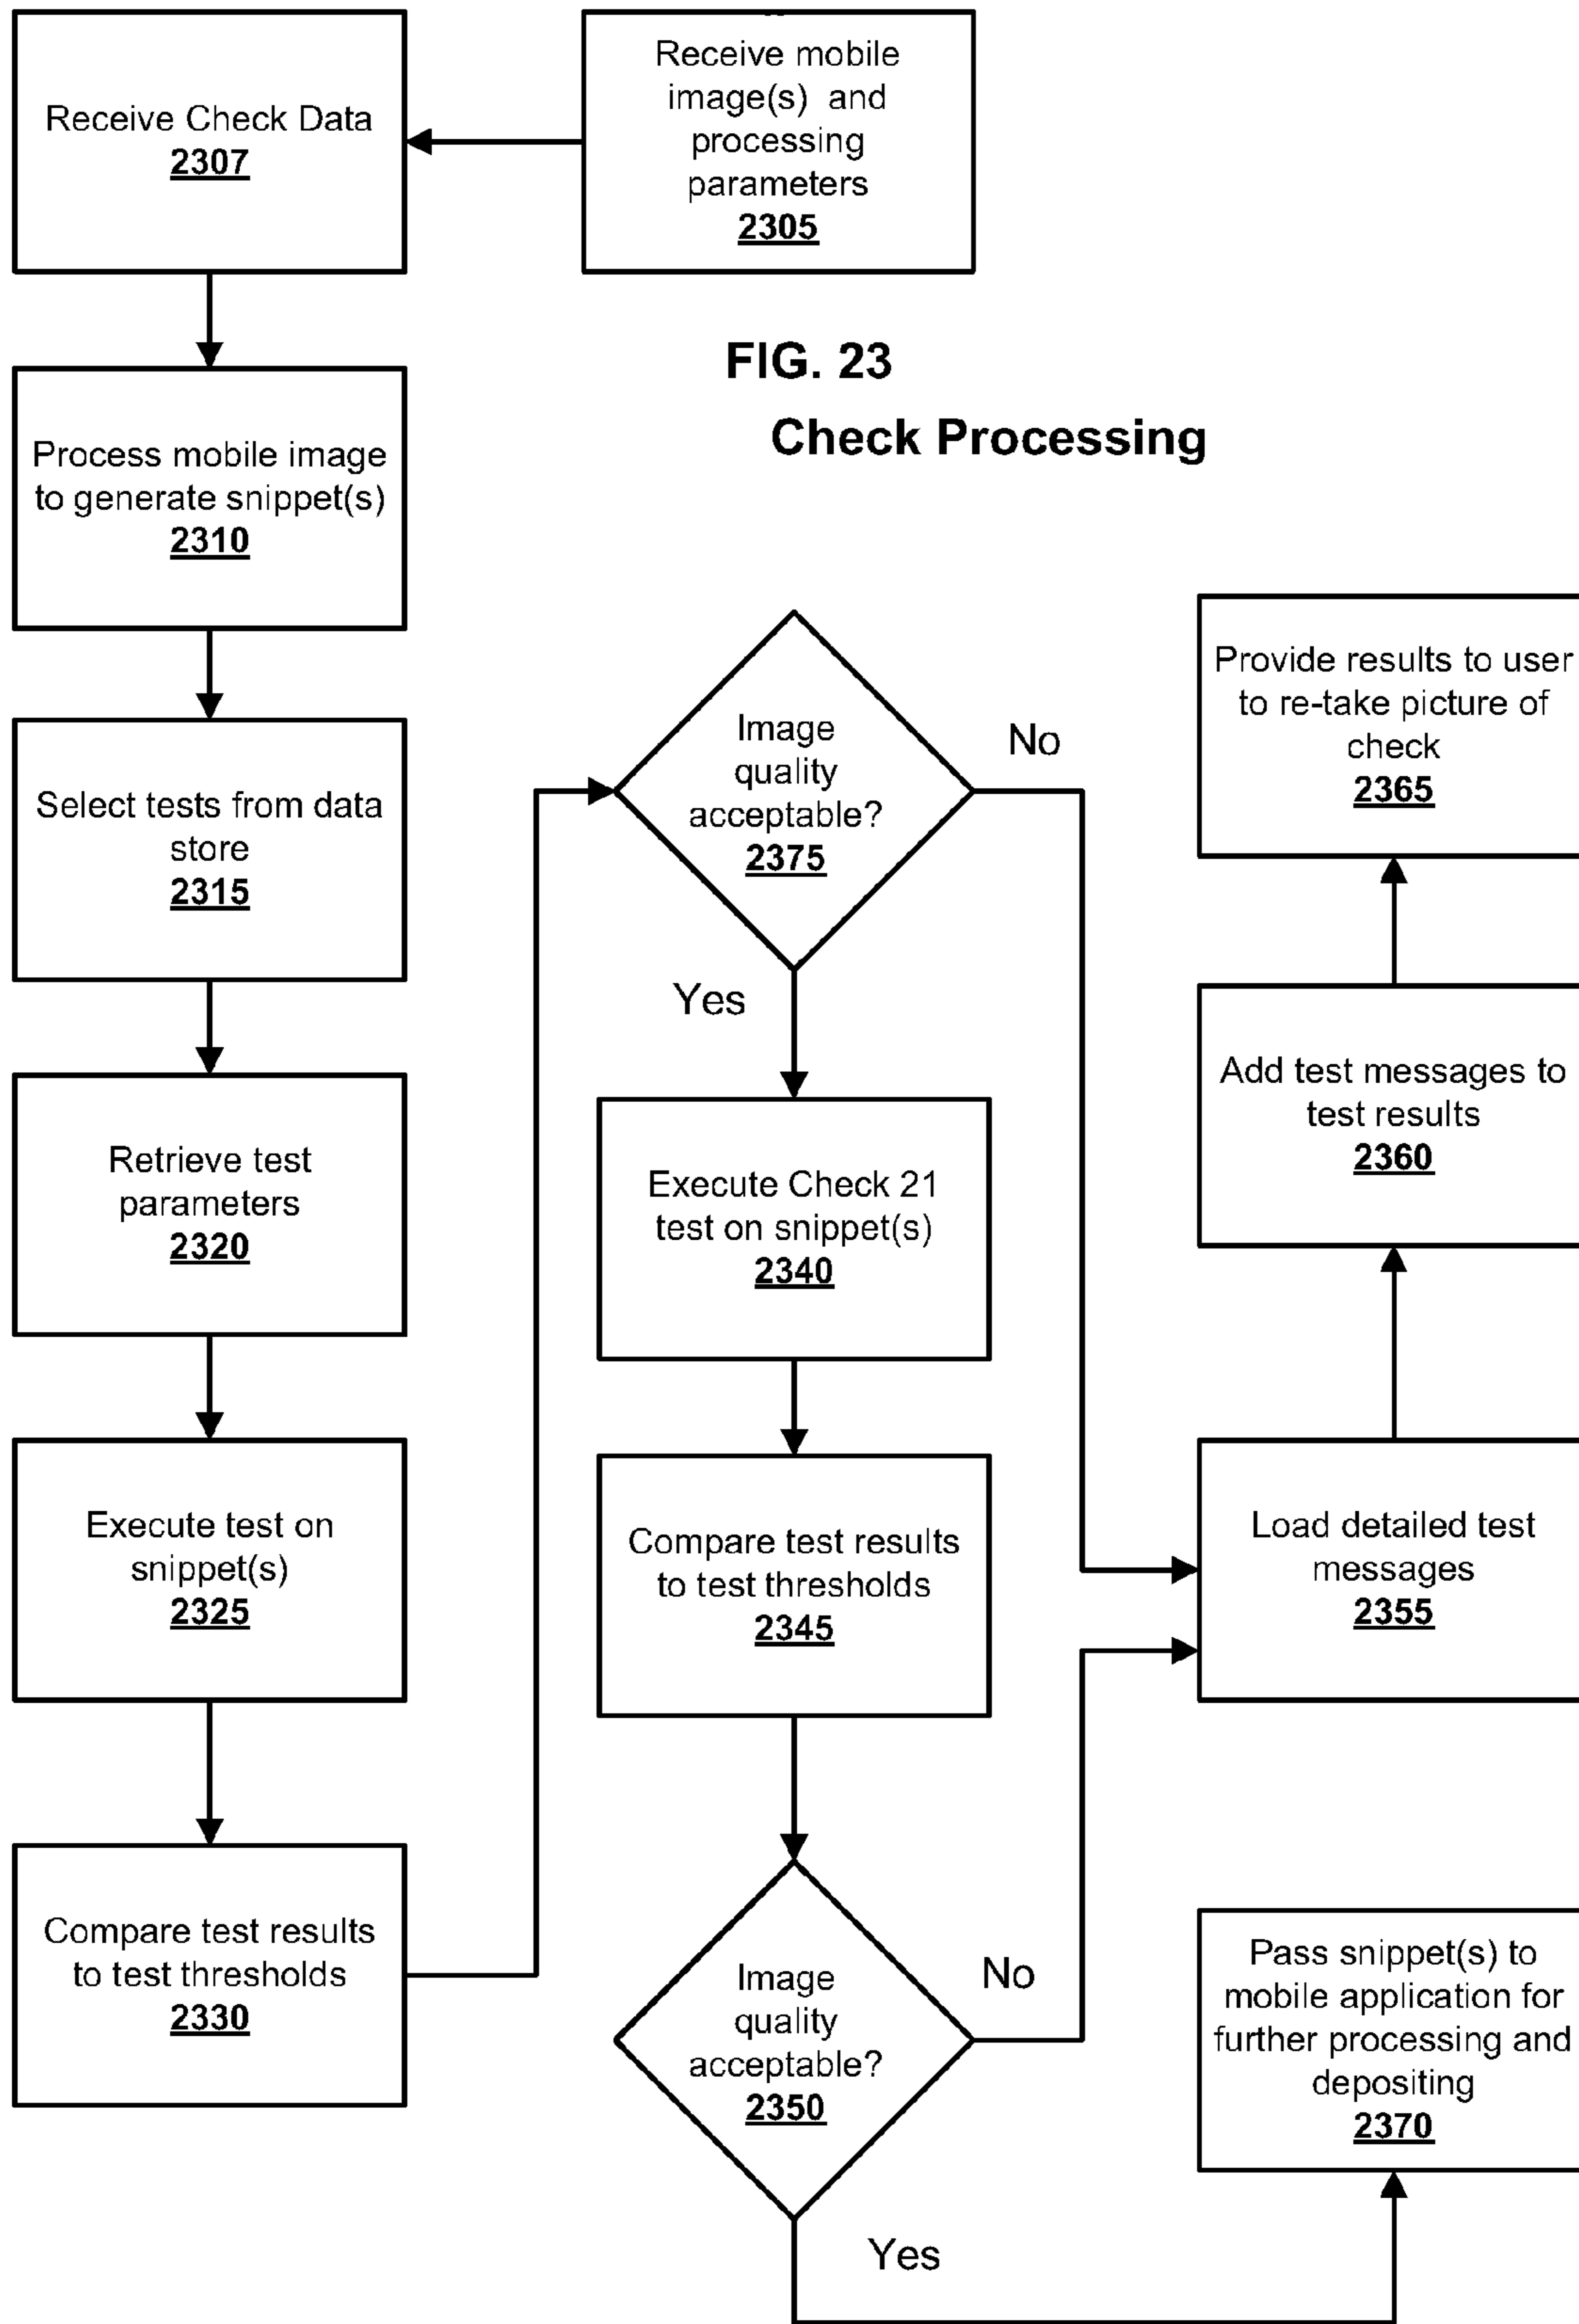 Receive mobile
image(s) and
processing
parameters
2305
Receive Check Data
2307
FIG. 23
Check Processing
Process mobile image
to generate snippet(s)
2310
Select tests from data
store
2315
Retrieve test
parameters
2320
Execute test on
snippet(s)
2325
Compare test results
to test thresholds
2330
Image
quality
acceptable?
2375
No
Yes
Execute Check 21
test on snippet(s)
2340
Compare test results
to test thresholds
2345
Image
quality
acceptable?
2350
No
Yes
Provide results to user
to re-take picture of
check
2365
Add test messages to
test results
2360
Load detailed test
messages
2355
Pass snippet(s) to
mobile application for
further processing and
depositing
2370